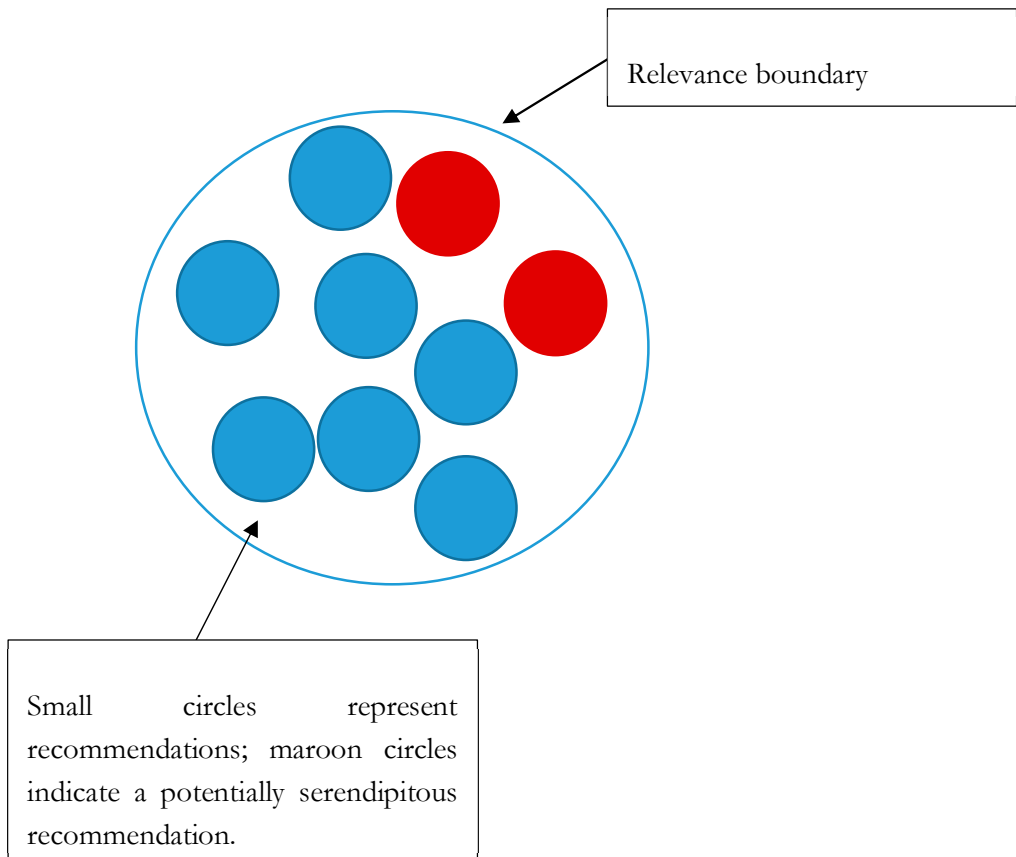 Relevance boundary
Small circles represent
recommendations; maroon circles
indicate a potentially serendipitous
recommendation.